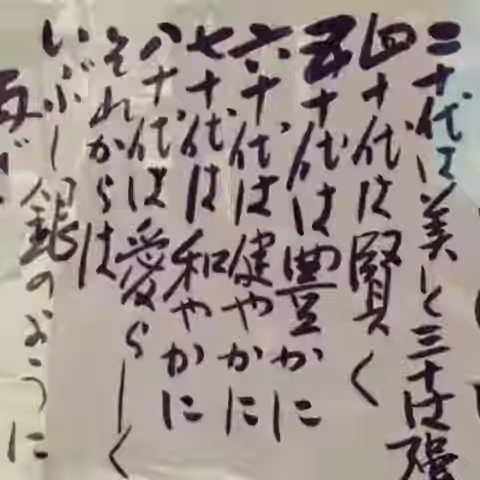 二十代は美しく三十は強
四十代は賢く
五十代は豊かに
六十代は健やかに
七十代は和やかに
八十代は愛らしく
それからは
いぶし銀のように